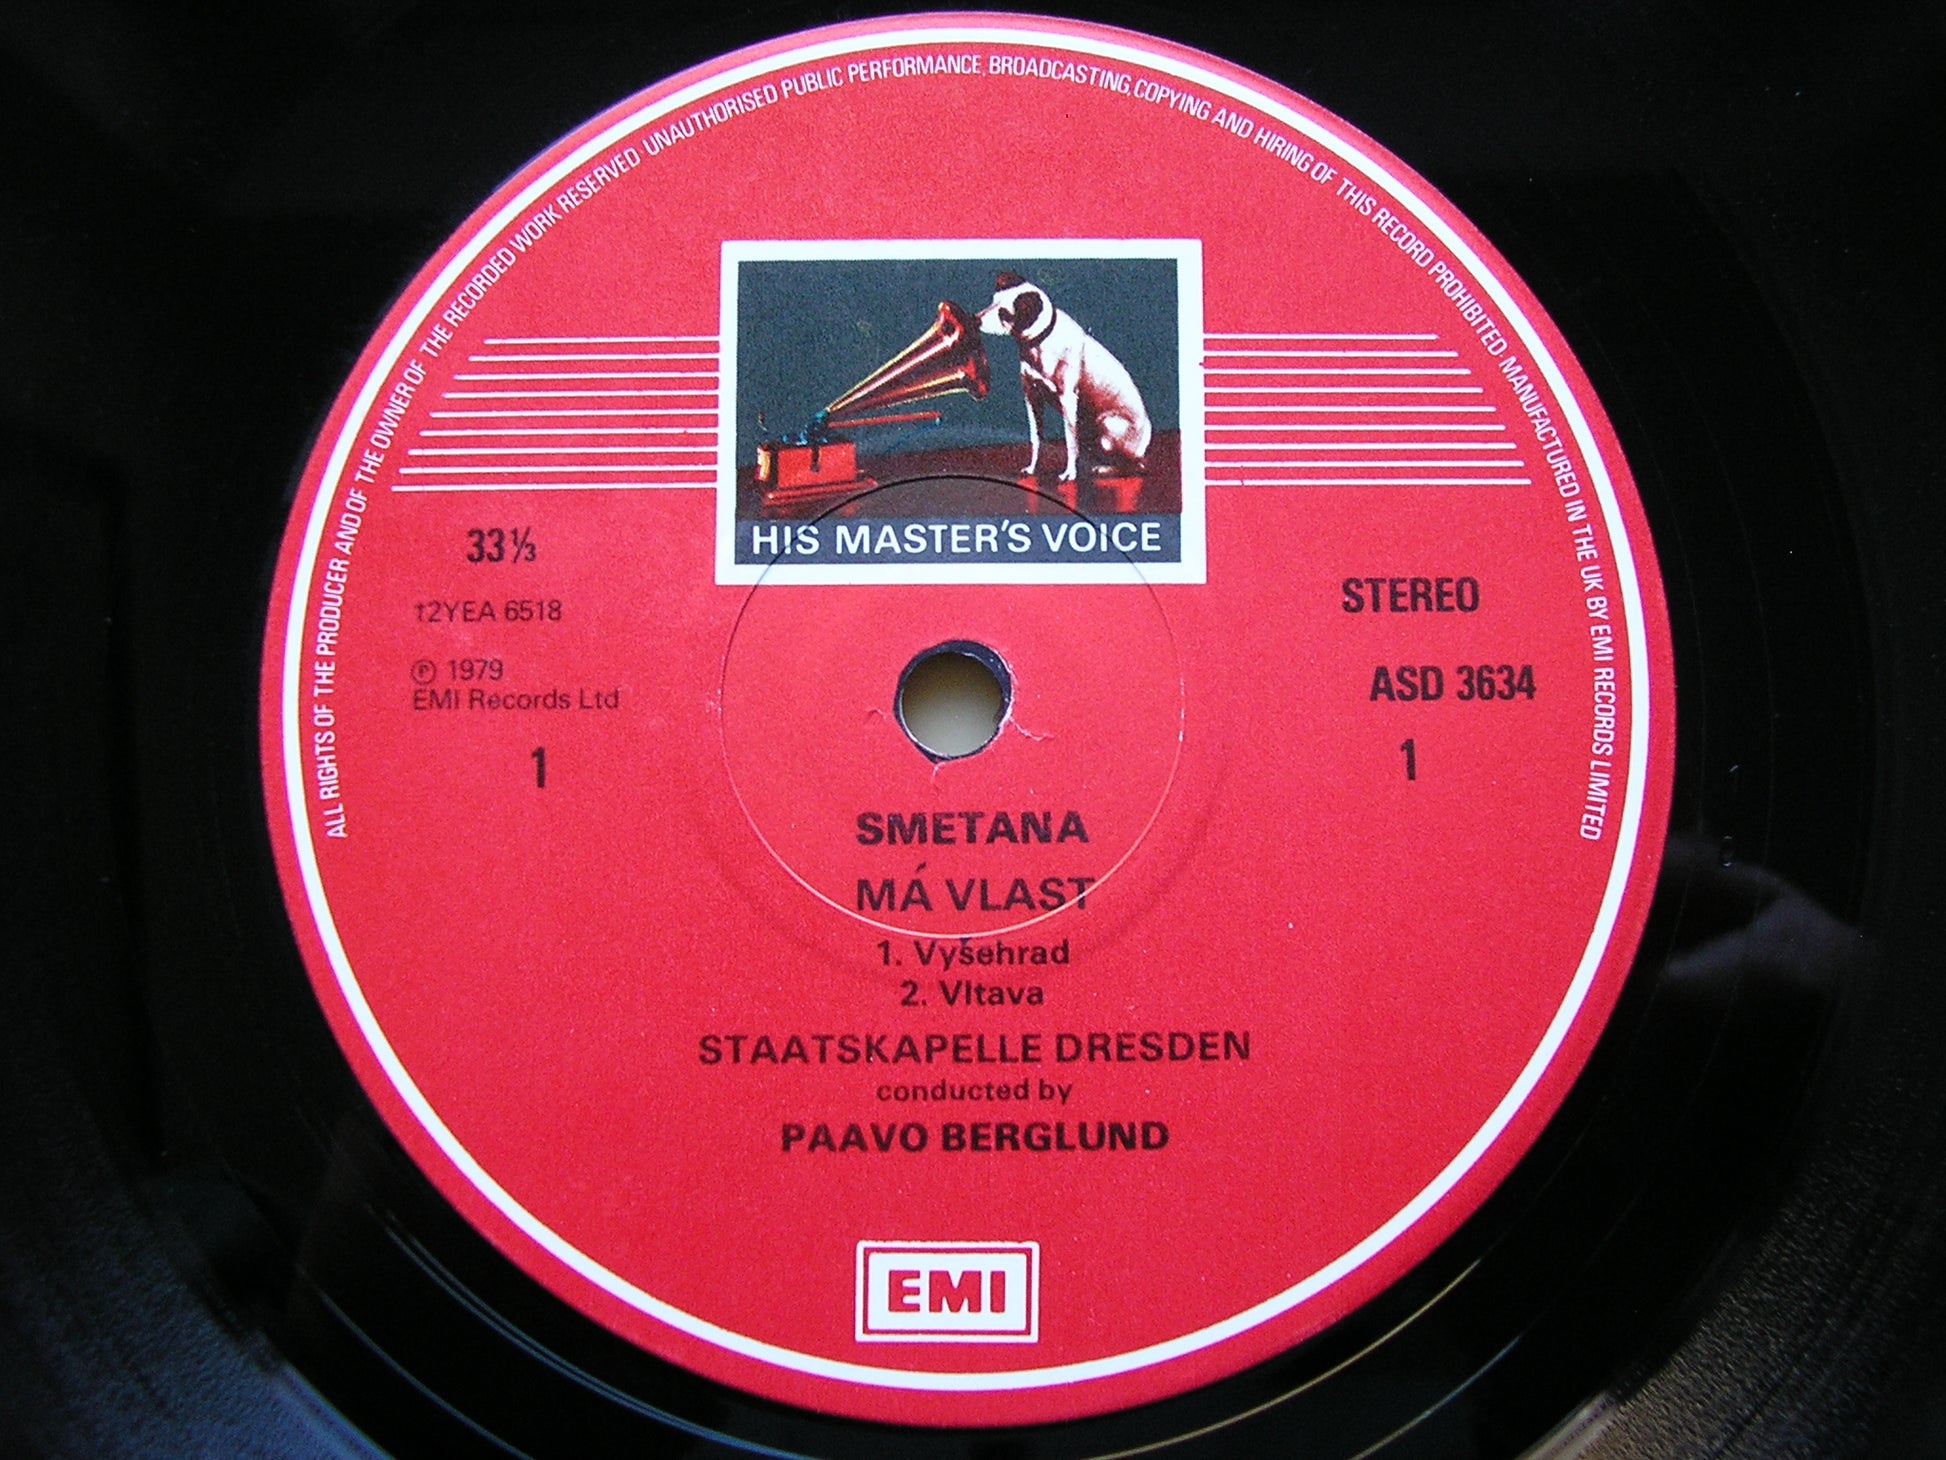 ALL RIGHTS OF THE PRODUCER AND OF THE OWNER OF THE RECORDED WORK RESERVED · UNAUTHORISED PUBLIC PERFORMANCE, BROADCASTING, COPYING AND HIRING OF THIS RECORD PROHIBITED · MANUFACTURED IN THE UK BY EMI RECORDS LIMITED
HIS MASTER'S VOICE
33⅓
STEREO
†2YEA 6518
℗ 1979
EMI Records Ltd
ASD 3634
1
1
SMETANA
MÁ VLAST
1. Vyšehrad
2. Vltava
STAATSKAPELLE DRESDEN
conducted by
PAAVO BERGLUND
EMI